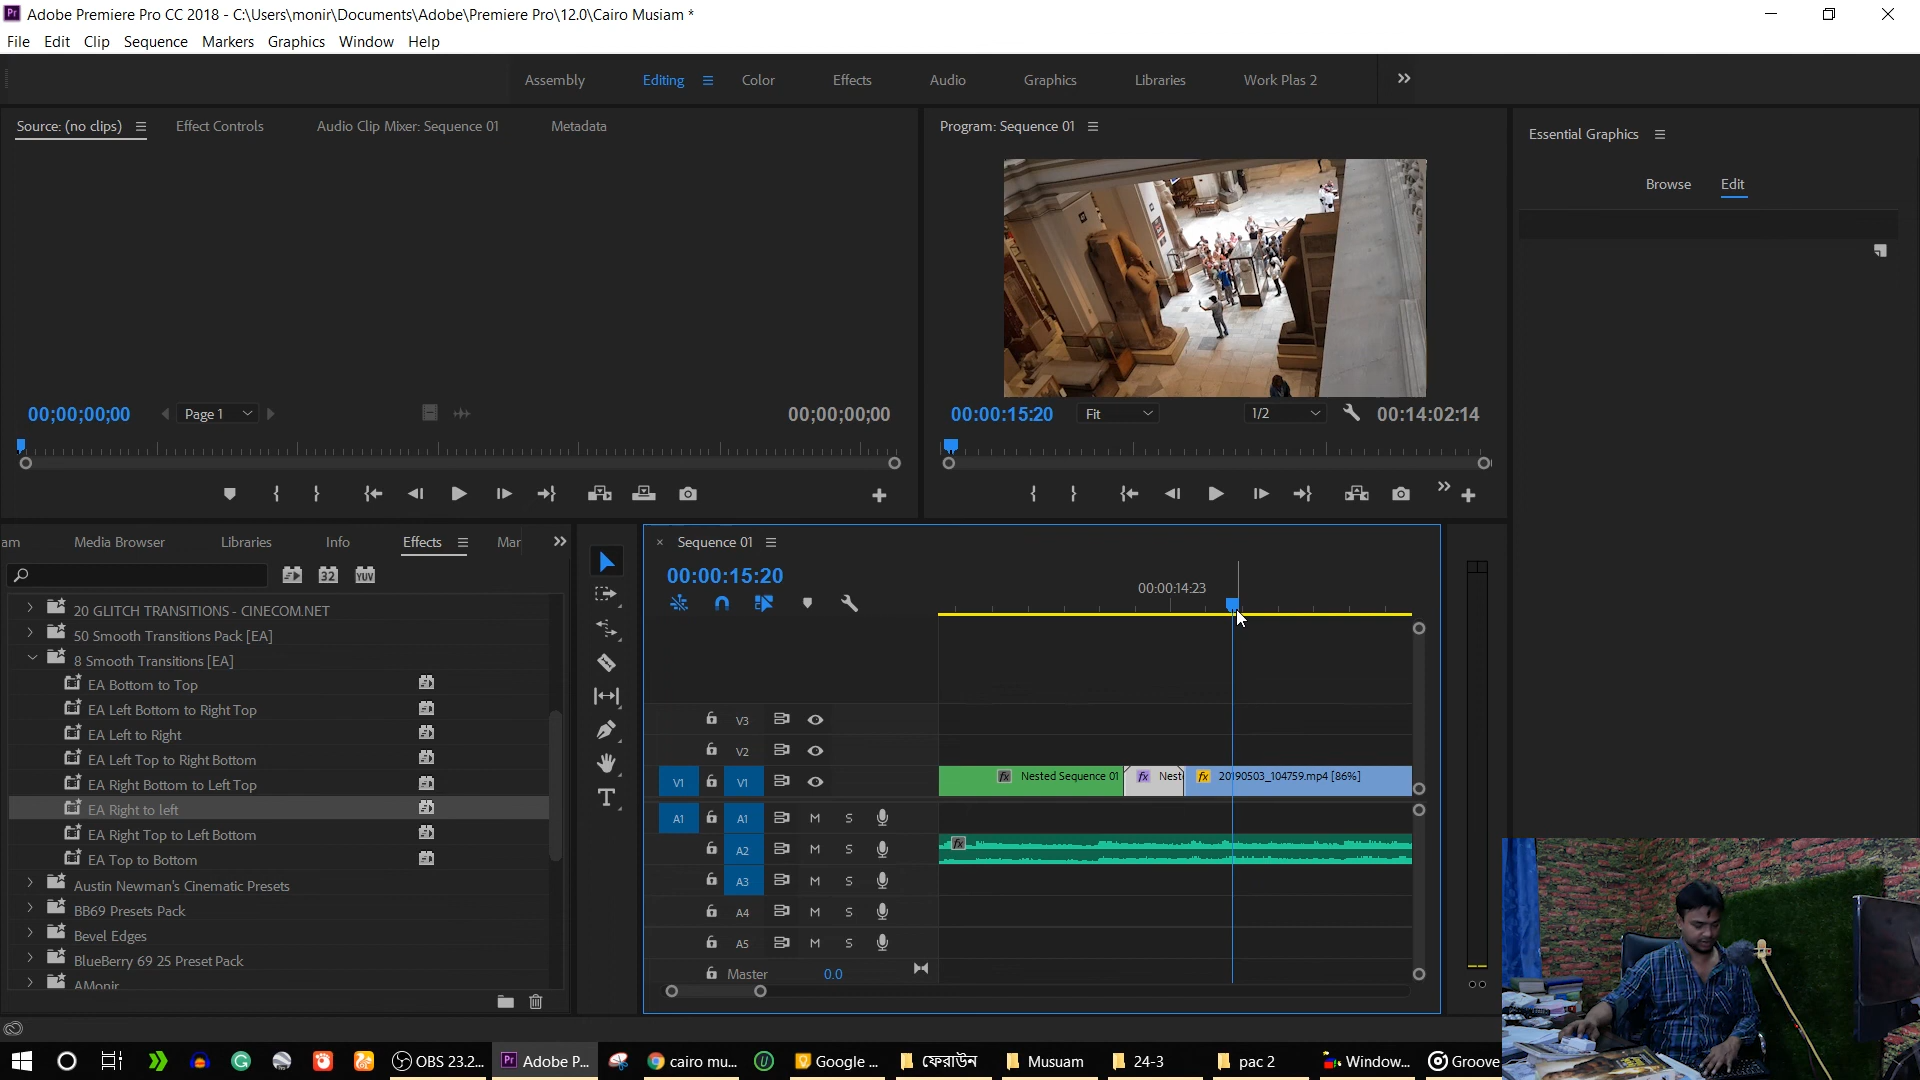 Adobe Premiere Pro CC 2018 - C:\Users\monir\Documents\Adobe\Premiere Pro\12.0\Cairo Musiam *
File Edit Clip Sequence Markers Graphics Window Help
Assembly Editing Color Effects Audio Graphics Libraries Work Plas 2
Source: (no clips) Effect Controls Audio Clip Mixer: Sequence 01 Metadata
Program: Sequence 01
Essential Graphics
Browse Edit
00;00;00;00 Page 1 00;00;00;00
00:00:15:20 Fit 1/2 00:14:02:14
am Media Browser Libraries Info Effects Mar
32 YUV
20 GLITCH TRANSITIONS - CINECOM.NET
50 Smooth Transitions Pack [EA]
8 Smooth Transitions [EA]
EA Bottom to Top
EA Left Bottom to Right Top
EA Left to Right
EA Left Top to Right Bottom
EA Right Bottom to Left Top
EA Right to left
EA Right Top to Left Bottom
EA Top to Bottom
Austin Newman's Cinematic Presets
BB69 Presets Pack
Bevel Edges
BlueBerry 69 25 Preset Pack
AMonir
× Sequence 01
00:00:15:20
00:00:14:23
V3
V2
V1 V1 fx Nested Sequence 01 fx Nest fx 20190503_104759.mp4 [86%]
A1 A1 M S
A2 M S fx
A3 M S
A4 M S
A5 M S
Master 0.0
OBS 23.2... Pr Adobe P... cairo mu... Google ... ফেরাউন Musuam 24-3 pac 2 Window... Groove